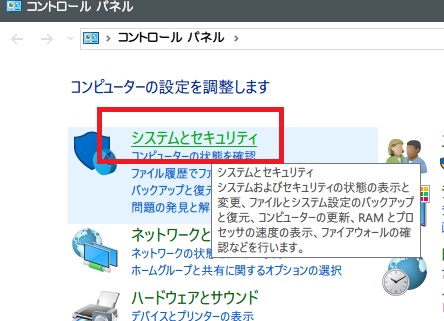 コントロール パネル
コントロール パネル
コンピューターの設定を調整します
システムとセキュリティ
コンピューターの状態を確認
ファイル履歴でファ
バックアップと復元
問題の発見と解
システムとセキュリティ
システムおよびセキュリティの状態の表示と
変更、ファイルとシステム設定のバックアップ
と復元、コンピューターの更新、RAM とプロ
セッサの速度の表示、ファイアウォールの確
認などを行います。
ネットワークと
ネットワークの状
ホームグループと共有に関するオプションの選択
ハードウェアとサウンド
デバイスとプリンターの表示